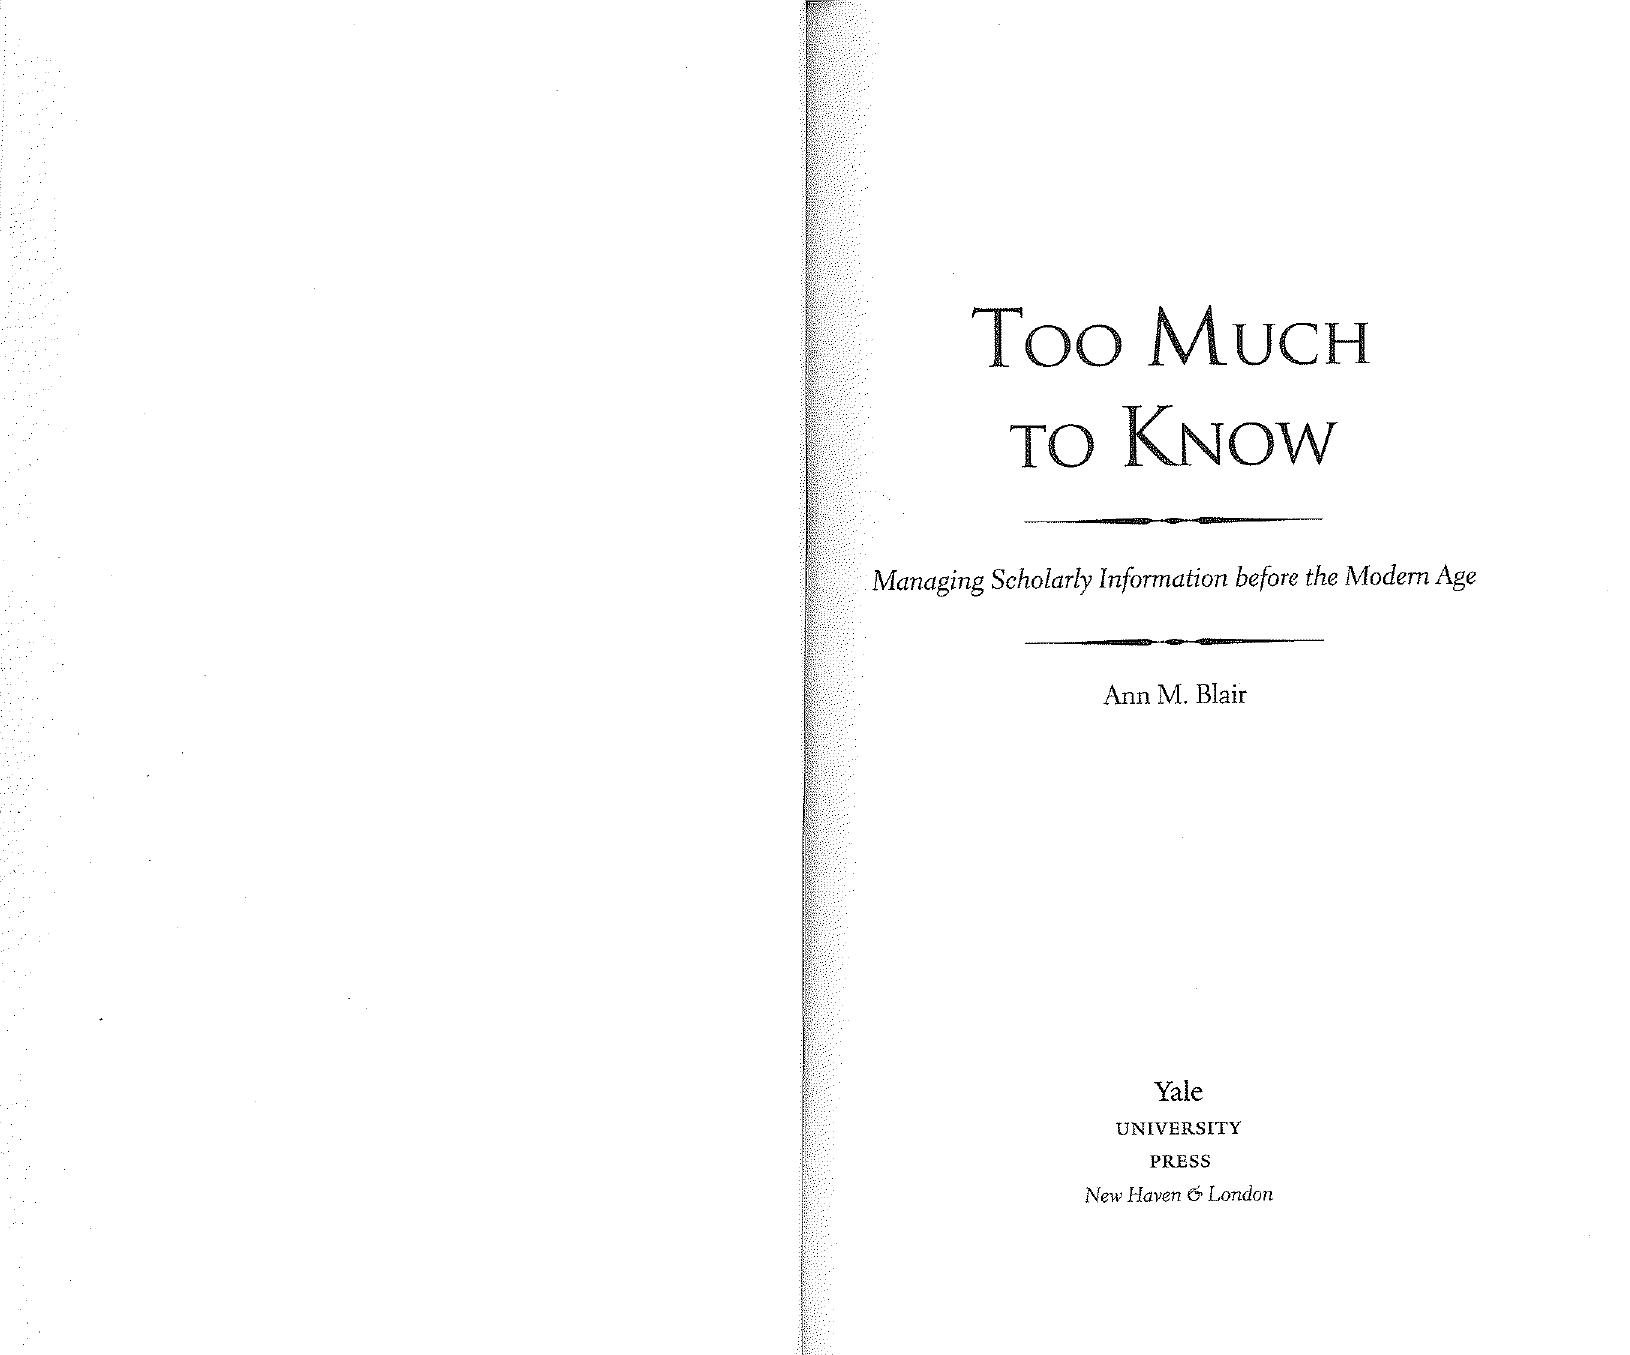 Too Much
to Know
Managing Scholarly Information before the Modern Age
Ann M. Blair
Yale
UNIVERSITY
PRESS
New Haven & London